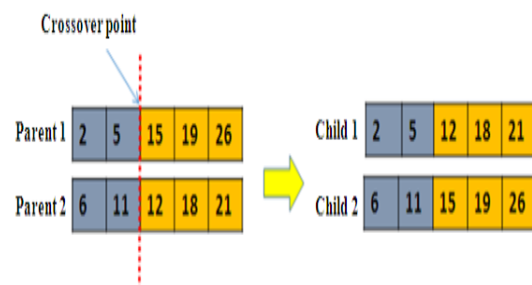 Crossover point
Parent 1 2 5 15 19 26
Parent 2 6 11 12 18 21
Child 1 2 5 12 18 21
Child 2 6 11 15 19 26